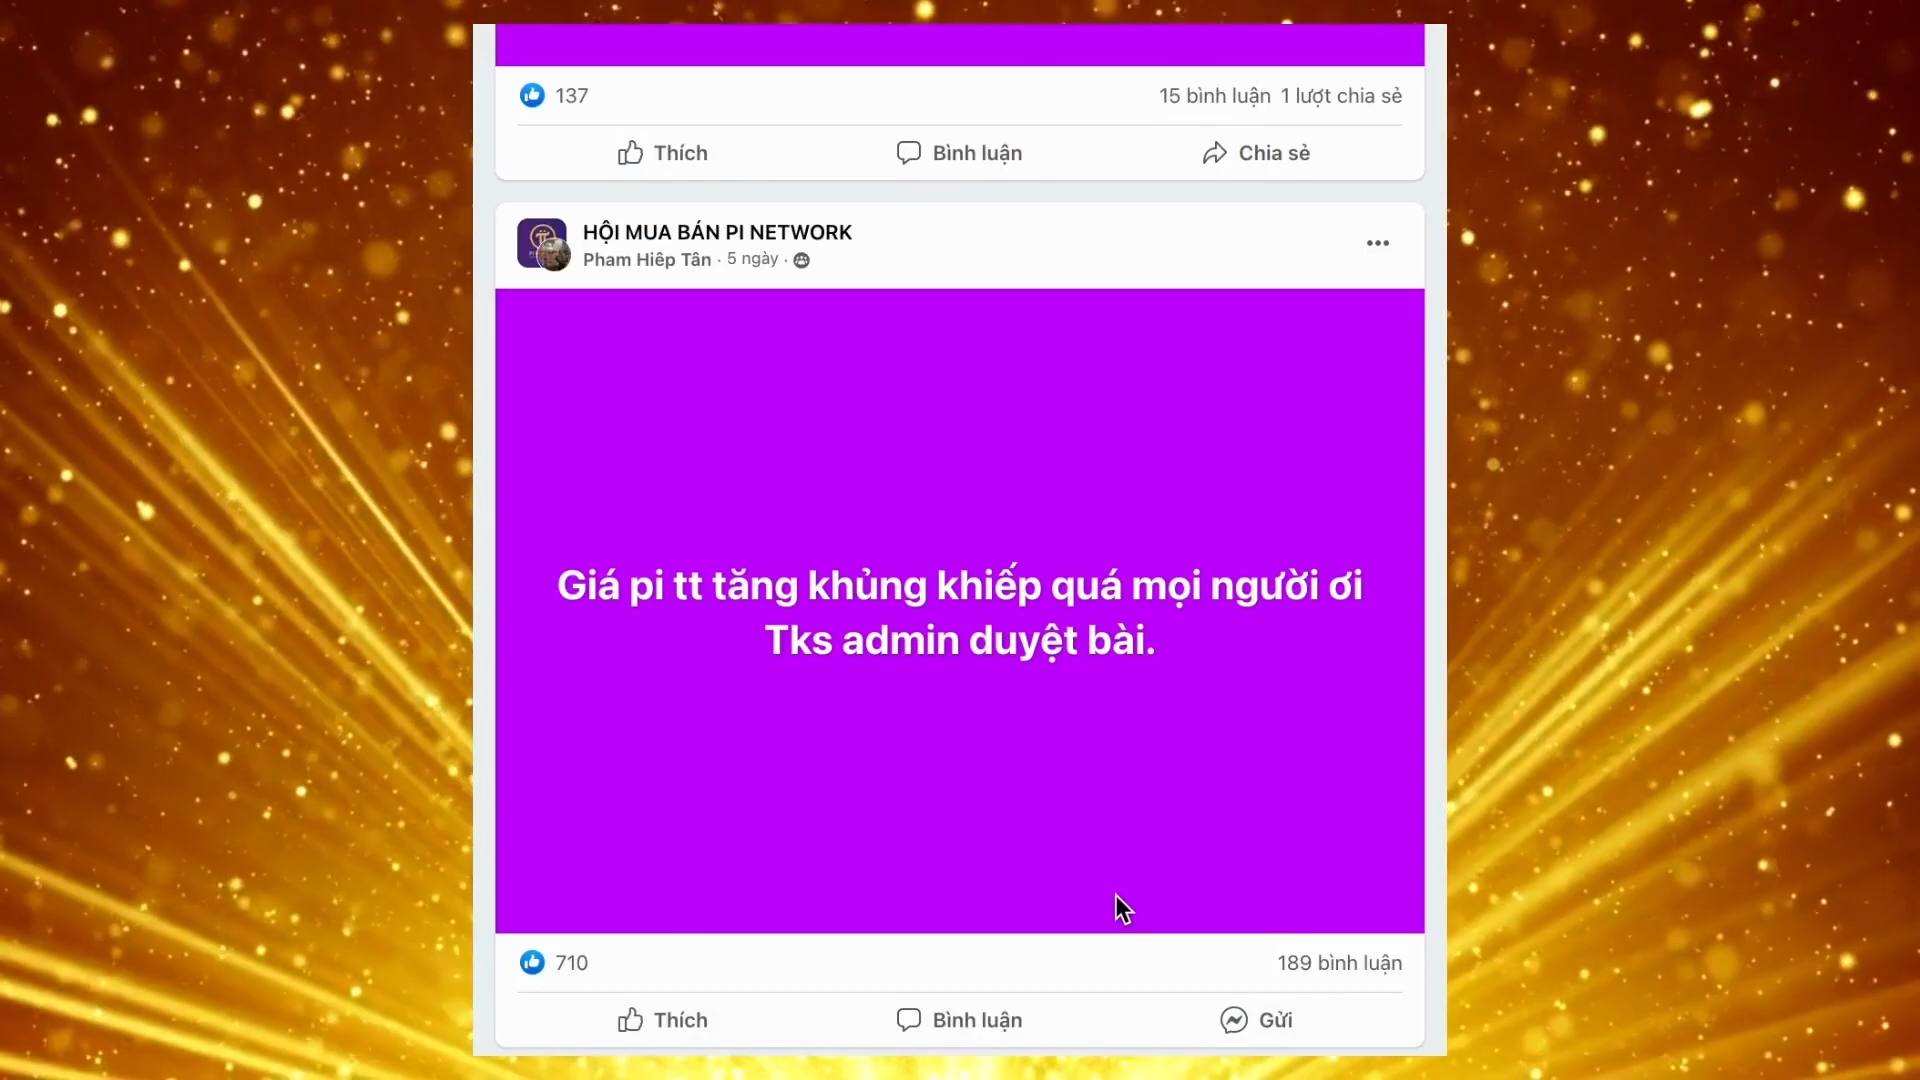 137
15 bình luận 1 lượt chia sẻ
Thích
Bình luận
Chia sẻ
HỘI MUA BÁN PI NETWORK
Pham Hiêp Tân · 5 ngày ·
Giá pi tt tăng khủng khiếp quá mọi người ơi
Tks admin duyệt bài.
710
189 bình luận
Thích
Bình luận
Gửi